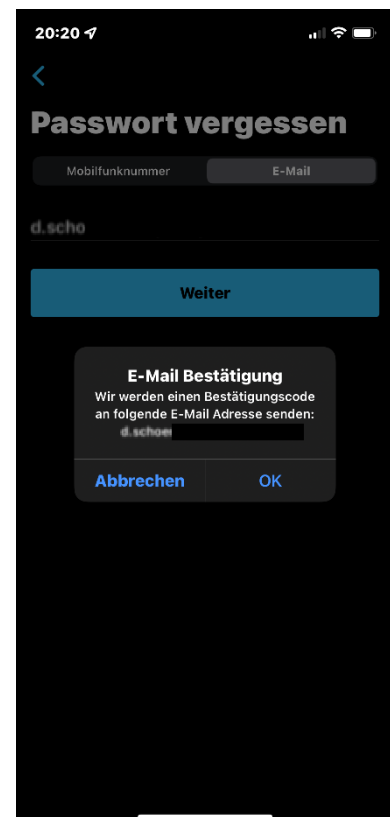 20:20
Passwort vergessen
Mobilfunknummer E-Mail
d.scho
Weiter
E-Mail Bestätigung
Wir werden einen Bestätigungscode
an folgende E-Mail Adresse senden:
d.schoe
Abbrechen OK